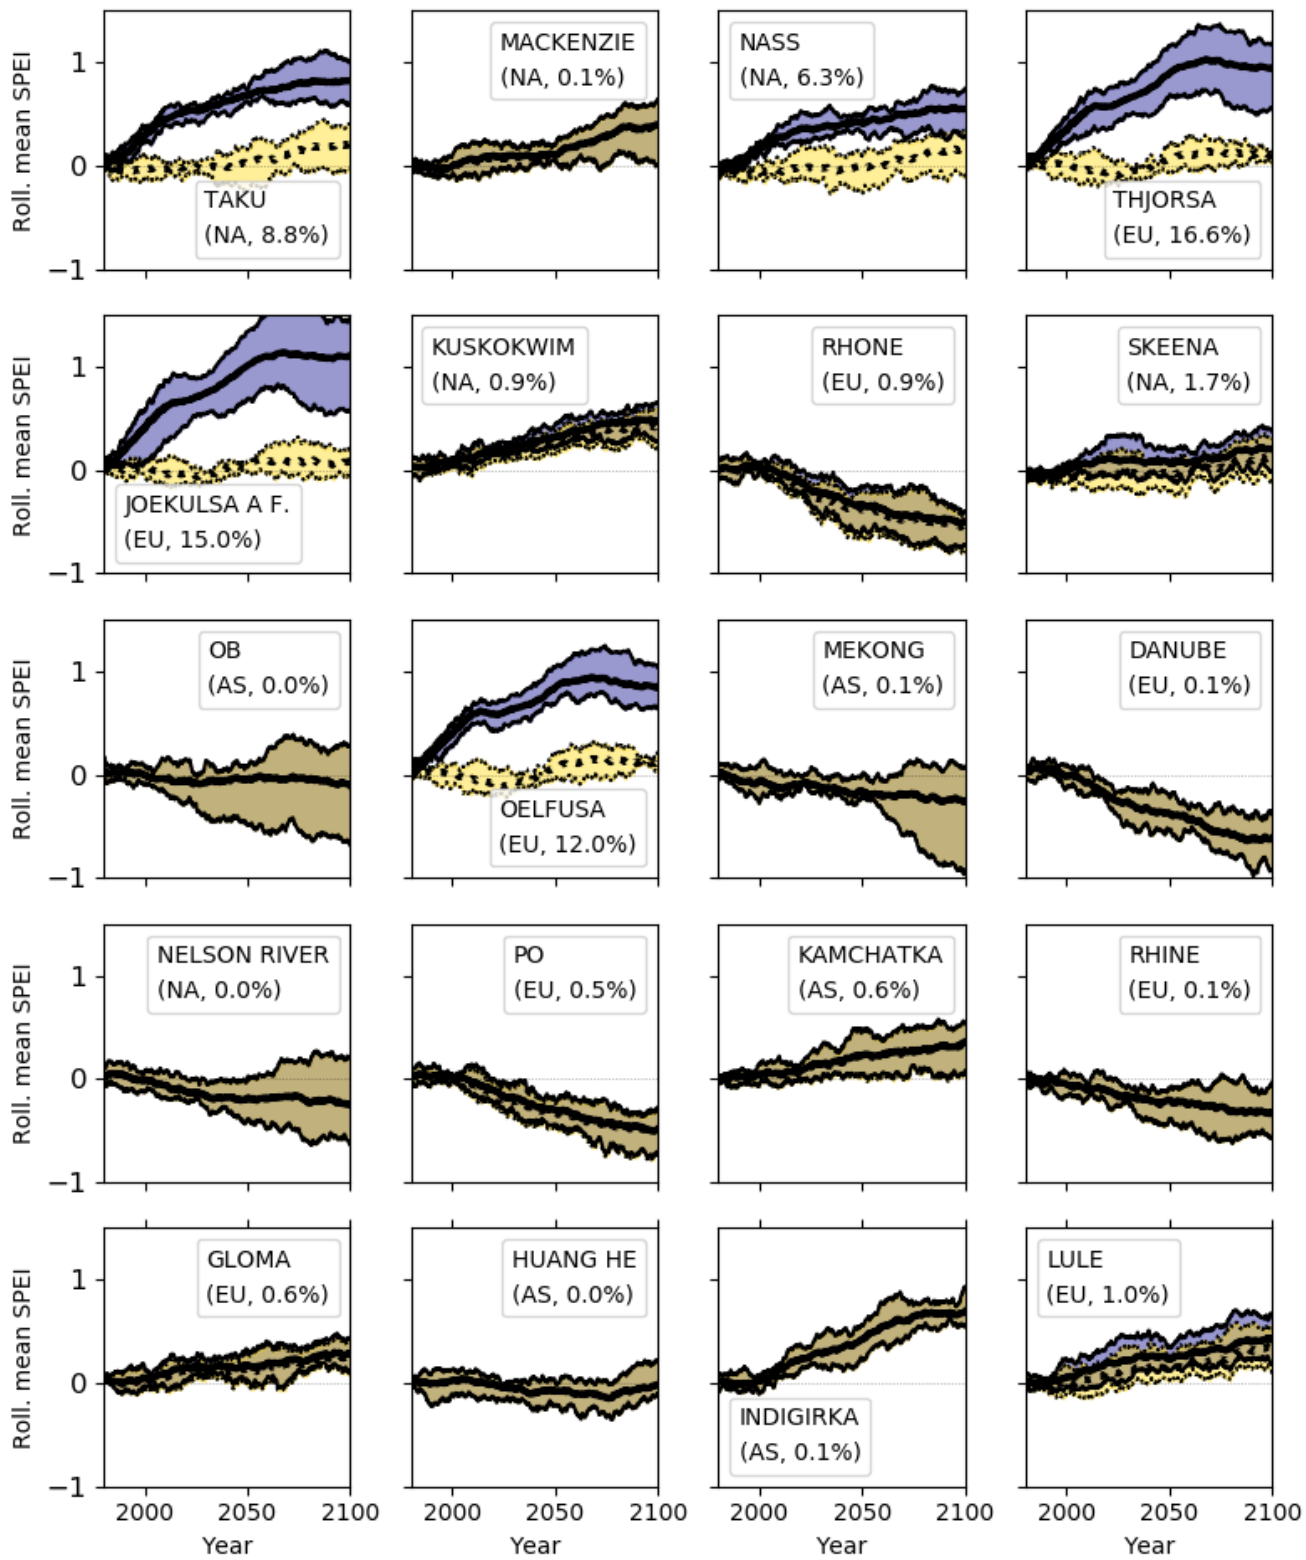 Roll. mean SPEI
1
0
−1
TAKU
(NA, 8.8%)
MACKENZIE
(NA, 0.1%)
NASS
(NA, 6.3%)
THJORSA
(EU, 16.6%)
Roll. mean SPEI
1
0
−1
JOEKULSA A F.
(EU, 15.0%)
KUSKOKWIM
(NA, 0.9%)
RHONE
(EU, 0.9%)
SKEENA
(NA, 1.7%)
Roll. mean SPEI
1
0
−1
OB
(AS, 0.0%)
OELFUSA
(EU, 12.0%)
MEKONG
(AS, 0.1%)
DANUBE
(EU, 0.1%)
Roll. mean SPEI
1
0
−1
NELSON RIVER
(NA, 0.0%)
PO
(EU, 0.5%)
KAMCHATKA
(AS, 0.6%)
RHINE
(EU, 0.1%)
Roll. mean SPEI
1
0
−1
GLOMA
(EU, 0.6%)
HUANG HE
(AS, 0.0%)
INDIGIRKA
(AS, 0.1%)
LULE
(EU, 1.0%)
2000 2050 2100
2000 2050 2100
2000 2050 2100
2000 2050 2100
Year
Year
Year
Year